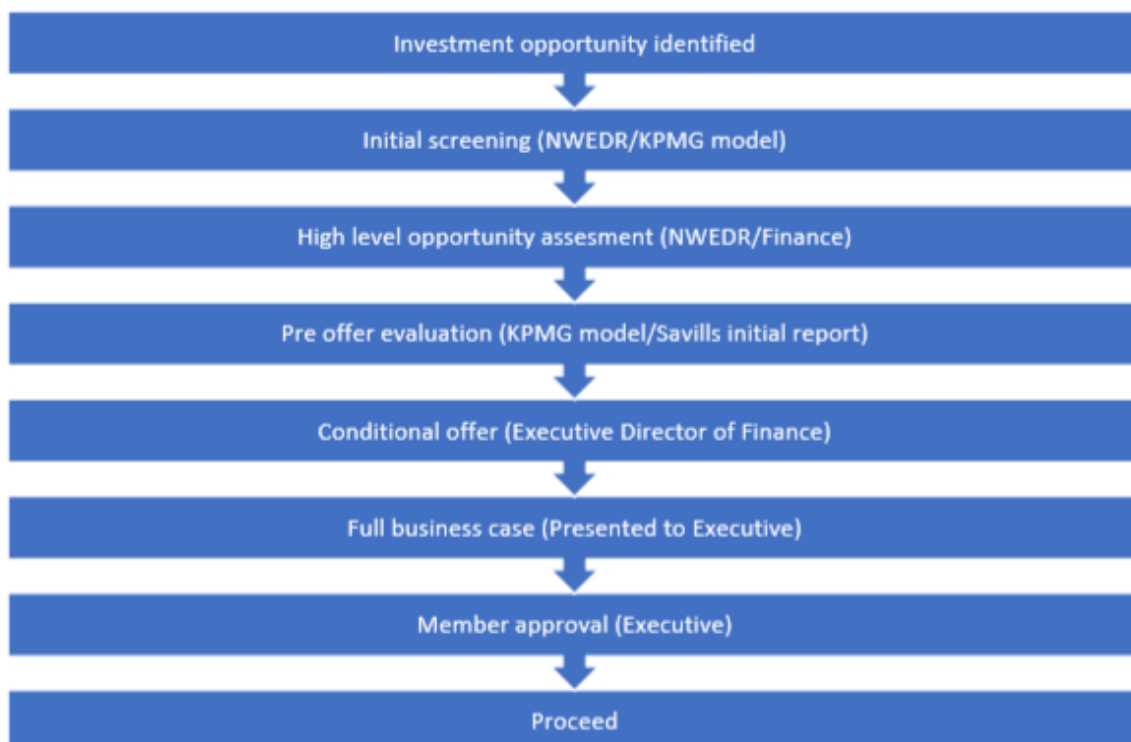 Investment opportunity identified
Initial screening (NWEDR/KPMG model)
High level opportunity assesment (NWEDR/Finance)
Pre offer evaluation (KPMG model/Savills initial report)
Conditional offer (Executive Director of Finance)
Full business case (Presented to Executive)
Member approval (Executive)
Proceed